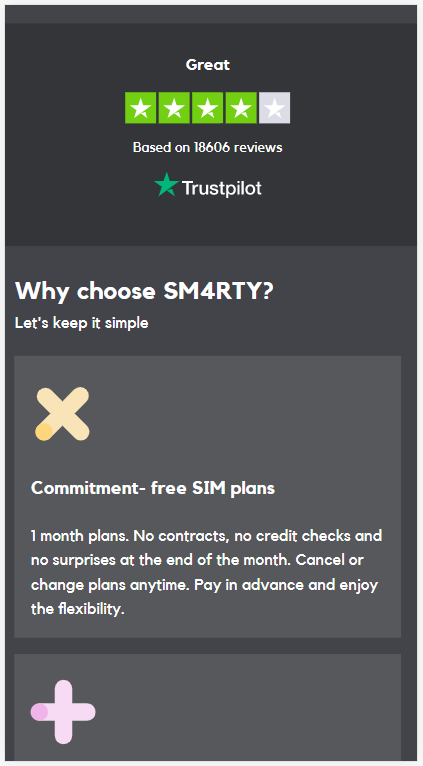 Great
Based on 18606 reviews
Trustpilot
Why choose SM4RTY?
Let's keep it simple
Commitment- free SIM plans
1 month plans. No contracts, no credit checks and
no surprises at the end of the month. Cancel or
change plans anytime. Pay in advance and enjoy
the flexibility.